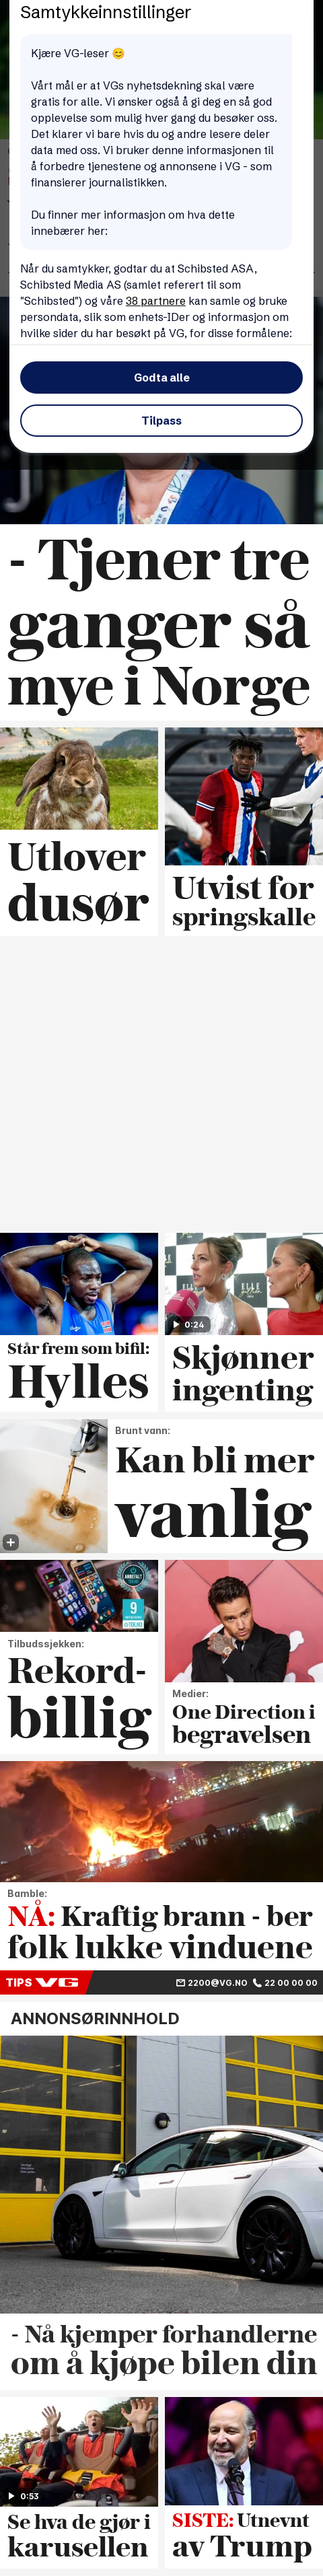 Samtykkeinnstillinger
Kjære VG-leser 😊
Vårt mål er at VGs nyhetsdekning skal være
gratis for alle. Vi ønsker også å gi deg en så god
opplevelse som mulig hver gang du besøker oss.
Det klarer vi bare hvis du og andre lesere deler
data med oss. Vi bruker denne informasjonen til
å forbedre tjenestene og annonsene i VG - som
finansierer journalistikken.
Du finner mer informasjon om hva dette
innebærer her:
Når du samtykker, godtar du at Schibsted ASA,
Schibsted Media AS (samlet referert til som
"Schibsted") og våre 38 partnere kan samle og bruke
persondata, slik som enhets-IDer og informasjon om
hvilke sider du har besøkt på VG, for disse formålene:
Godta alle
Tilpass
- Tjener tre
ganger så
mye i Norge
Utlover
dusør
Utvist for
springskalle
Står frem som bifil:
Hylles
0:24
Skjønner
ingenting
Brunt vann:
Kan bli mer
vanlig
Tilbudssjekken:
Rekord-
billig
Medier:
One Direction i
begravelsen
Bamble:
NÅ: Kraftig brann - ber
folk lukke vinduene
TIPS VG 2200@VG.NO 22 00 00 00
ANNONSØRINNHOLD
- Nå kjemper forhandlerne
om å kjøpe bilen din
0:53
Se hva de gjør i
karusellen
SISTE: Utnevnt
av Trump